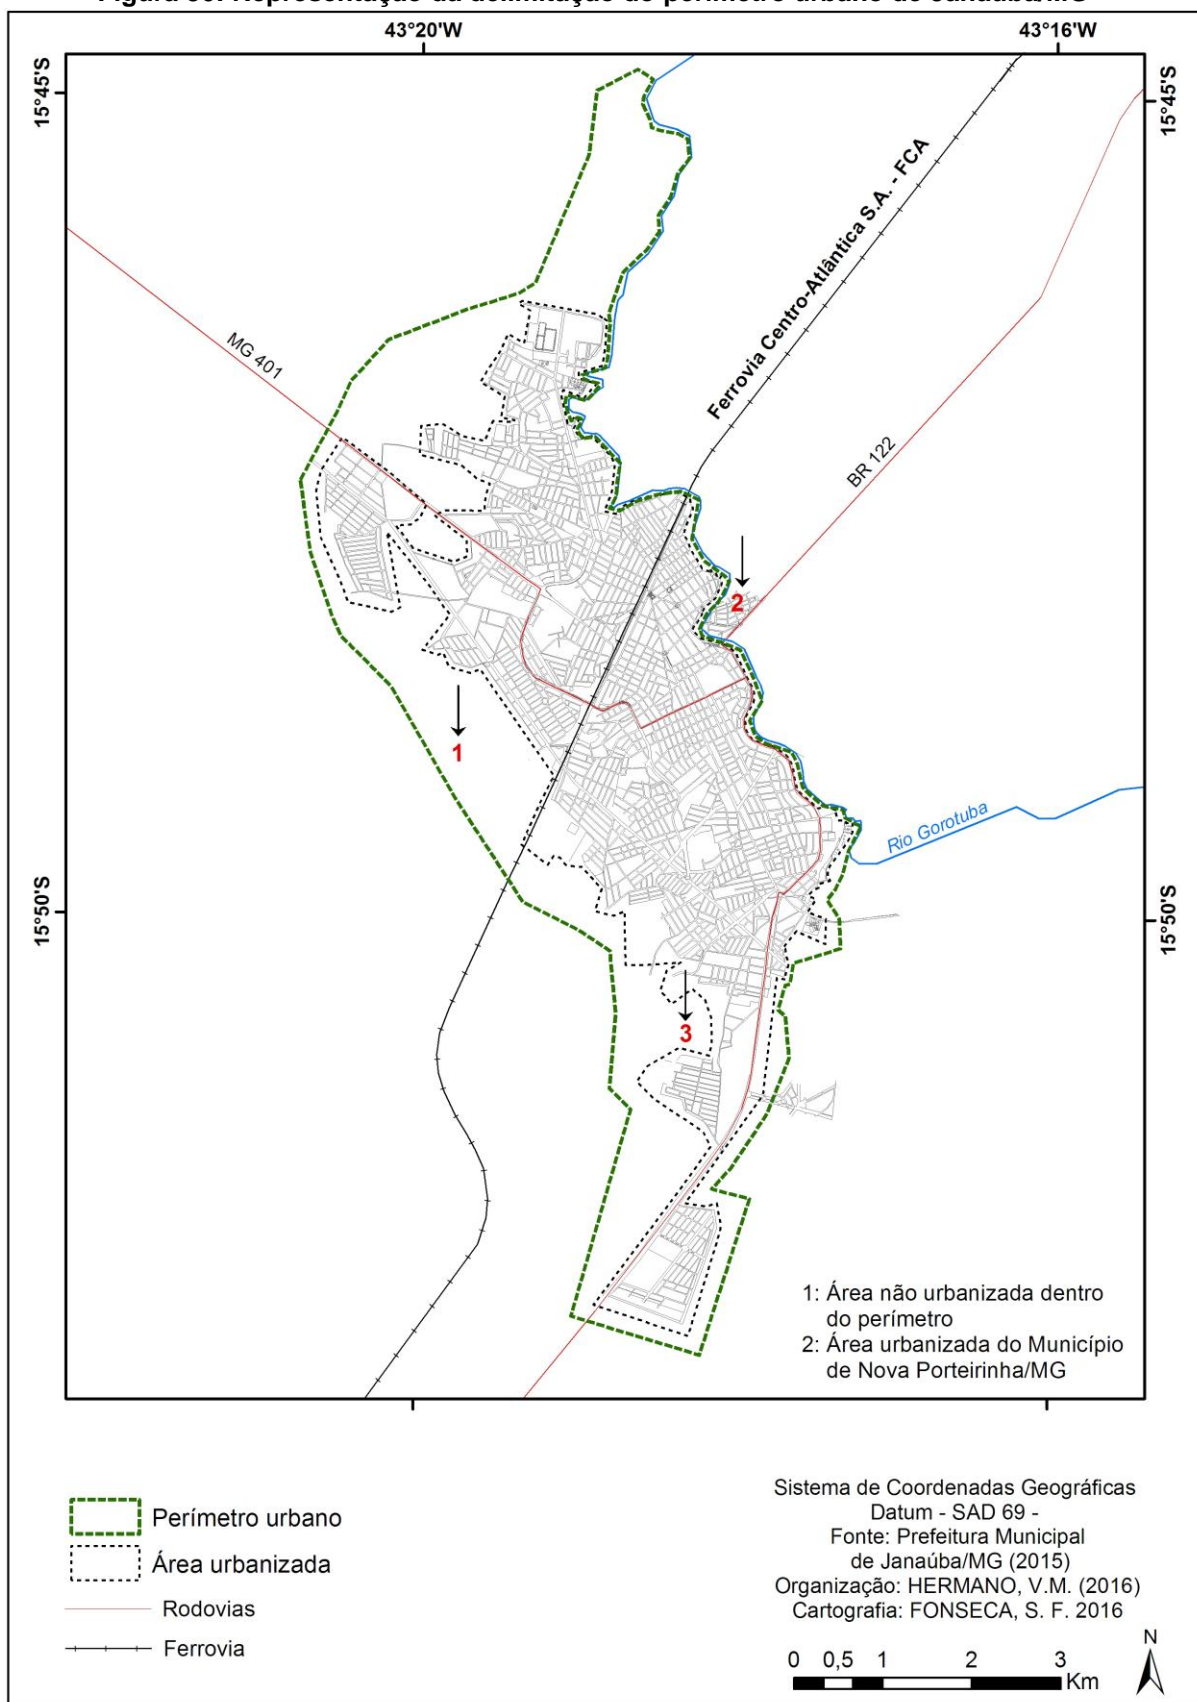 Figura 30: Representação da delimitação do perímetro urbano de Janaúba/MG
43°20'W
43°16'W
15°45'S
15°45'S
Ferrovia Centro-Atlântica S.A. - FCA
MG 401
BR 122
2
1
Rio Gorotuba
15°50'S
15°50'S
3
1: Área não urbanizada dentro
do perímetro
2: Área urbanizada do Município
de Nova Porteirinha/MG
Perímetro urbano
Área urbanizada
Rodovias
Ferrovia
Sistema de Coordenadas Geográficas
Datum - SAD 69 -
Fonte: Prefeitura Municipal
de Janaúba/MG (2015)
Organização: HERMANO, V.M. (2016)
Cartografia: FONSECA, S. F. 2016
N
0 0,5 1 2 3
Km